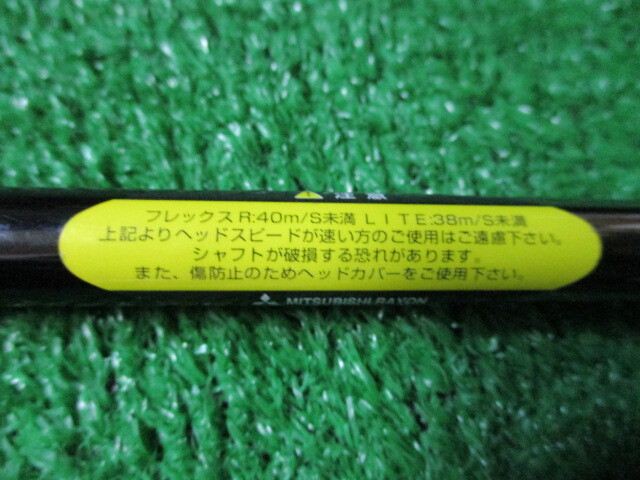 注意
フレックス R:40m/S未満 L I T E:38m/S未満
上記よりヘッドスピードが速い方のご使用はご遠慮下さい。
シャフトが破損する恐れがあります。
また、傷防止のためヘッドカバーをご使用下さい。
MITSUBISHI RAYON